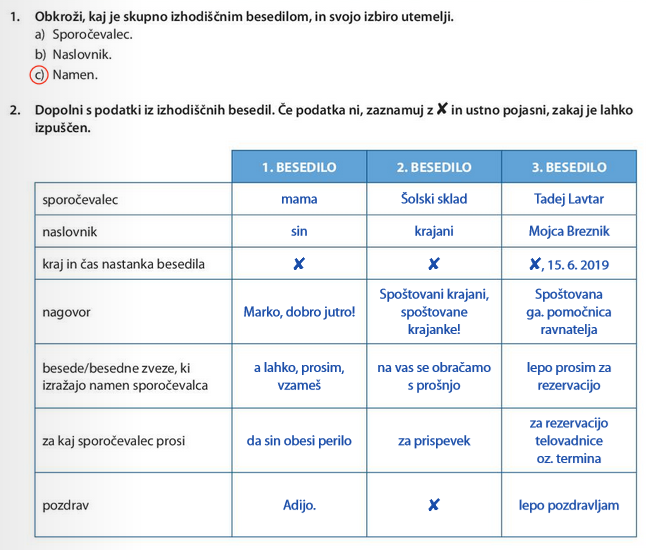 1. Obkroži, kaj je skupno izhodiščnim besedilom, in svojo izbiro utemelji.
a) Sporočevalec.
b) Naslovnik.
c) Namen.
2. Dopolni s podatki iz izhodiščnih besedil. Če podatka ni, zaznamuj z ✘ in ustno pojasni, zakaj je lahko
izpuščen.
1. BESEDILO 2. BESEDILO 3. BESEDILO
sporočevalec mama Šolski sklad Tadej Lavtar
naslovnik sin krajani Mojca Breznik
kraj in čas nastanka besedila ✘ ✘ ✘, 15. 6. 2019
nagovor Marko, dobro jutro! Spoštovani krajani,
spoštovane
krajanke! Spoštovana
ga. pomočnica
ravnatelja
besede/besedne zveze, ki
izražajo namen sporočevalca a lahko, prosim,
vzameš na vas se obračamo
s prošnjo lepo prosim za
rezervacijo
za kaj sporočevalec prosi da sin obesi perilo za prispevek za rezervacijo
telovadnice
oz. termina
pozdrav Adijo. ✘ lepo pozdravljam